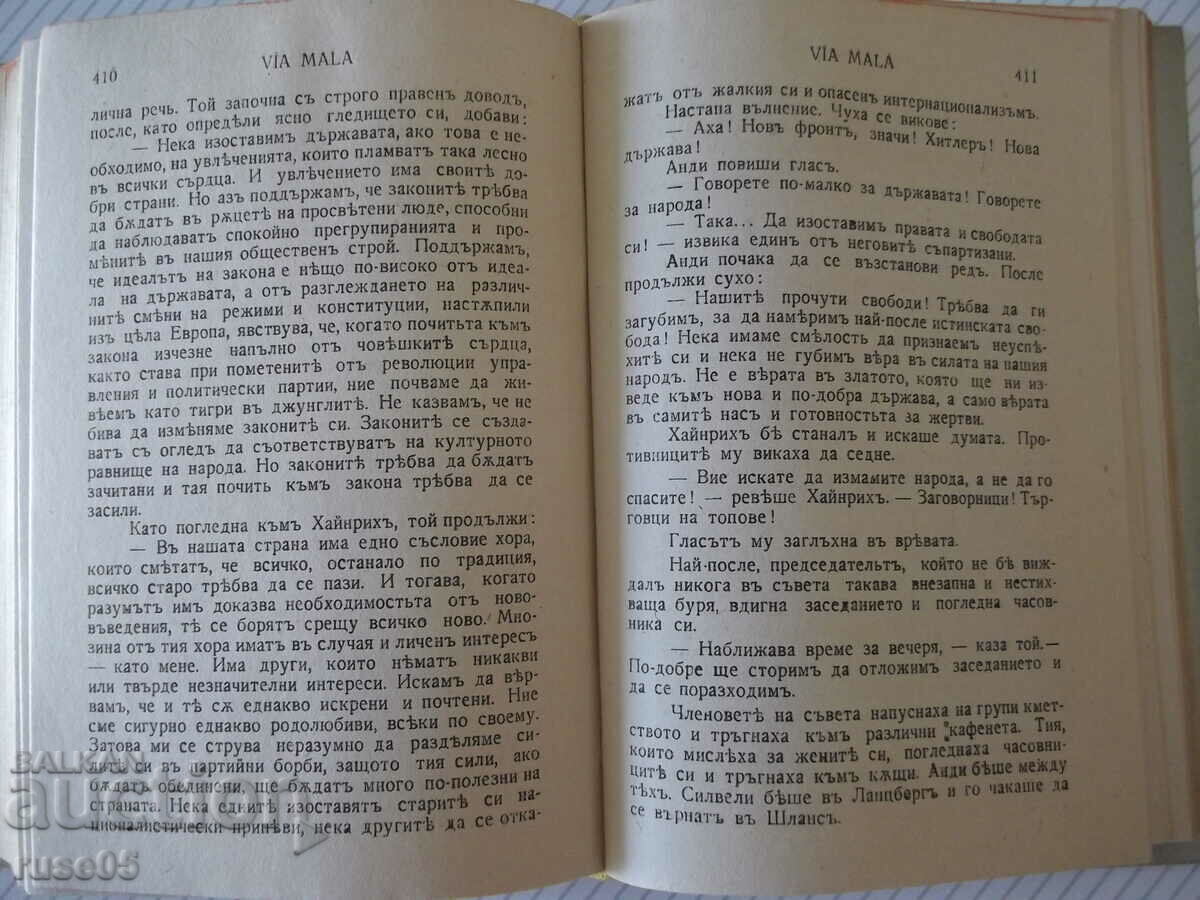 410
VIA MALA
лична речь. Той започна съ строго правенъ доводъ,
после, като опредѣли ясно гледището си, добави:
— Нека изоставимъ държавата, ако това е не-
обходимо, на увлѣченията, които пламватъ така лесно
въ всички сърдца. И увлѣчението има своитѣ до-
бри страни. Но азъ поддържамъ, че законитѣ трѣбва
да бѫдатъ въ рѫцетѣ на просвѣтени люде, способни
да наблюдаватъ спокойно прегрупиранията и про-
мѣнитѣ въ нашия общественъ строй. Поддържамъ,
че идеалътъ на закона е нѣщо по-високо отъ идеа-
ла на държавата, а отъ разглеждането на различ-
нитѣ смѣни на режими и конституции, настѫпили
изъ цѣла Европа, явствува, че, когато почитьта къмъ
закона изчезне напълно отъ човѣшкитѣ сърдца,
както става при пометенитѣ отъ революции упра-
вления и политически партии, ние почваме да жи-
вѣемъ като тигри въ джунглитѣ. Не казвамъ, че не
бива да измѣняме законитѣ си. Законитѣ се създа-
ватъ съ огледъ да съответствуватъ на културното
равнище на народа. Но законитѣ трѣбва да бѫдатъ
зачитани и тая почить къмъ закона трѣбва да се
засили.
Като погледна къмъ Хайнрихъ, той продължи:
— Въ нашата страна има едно съсловие хора,
които смѣтатъ, че всичко, останало по традиция,
всичко старо трѣбва да се пази. И тогава, когато
разумътъ имъ доказва необходимостьта отъ ново-
въведения, тѣ се борятъ срещу всичко ново. Мно-
зина отъ тия хора иматъ въ случая и личенъ интересъ
— като мене. Има други, които нѣматъ никакви
или твърде незначителни интереси. Искамъ да вѣр-
вамъ, че и тѣ сѫ еднакво искрени и почтени. Ние
сме сигурно еднакво родолюбиви, всѣки по своему.
Затова ми се струва неразумно да раздѣляме си-
литѣ си въ партийни борби, защото тия сили, ако
бѫдатъ обединени, ще бѫдатъ много по-полезни на
страната. Нека еднитѣ изоставятъ старитѣ си на-
ционалистически припѣви, нека другитѣ да се отка-
VIA MALA
411
жатъ отъ жалкия си и опасенъ интернационализъмъ.
Настана вълнение. Чуха се викове:
— Аха! Новъ фронтъ, значи! Хитлеръ! Нова
държава!
Анди повиши гласъ.
— Говорете по-малко за държавата! Говорете
за народа!
— Така... Да изоставимъ правата и свободата
си! — извика единъ отъ неговитѣ съпартизани.
Анди почака да се възстанови редъ. После
продължи сухо:
— Нашитѣ прочути свободи! Трѣбва да ги
загубимъ, за да намѣримъ най-после истинската сво-
бода! Нека имаме смѣлость да признаемъ неуспѣ-
хитѣ си и нека не губимъ вѣра въ силата на нашия
народъ. Не е вѣрата въ златото, която ще ни из-
веде къмъ нова и по-добра държава, а само вѣрата
въ самитѣ насъ и готовностьта за жертви.
Хайнрихъ бѣ станалъ и искаше думата. Про-
тивницитѣ му викаха да седне.
— Вие искате да измамите народа, а не да го
спасите! — ревѣше Хайнрихъ. — Заговорници! Тър-
говци на топове!
Гласътъ му заглъхна въ врѣвата.
Най-после, председательтъ, който не бѣ виж-
далъ никога въ съвета такава внезапна и нестих-
ваща буря, вдигна заседанието и погледна часов-
ника си.
— Наближава време за вечеря, — каза той.—
По-добре ще сторимъ да отложимъ заседанието и
да се поразходимъ.
Членоветѣ на съвета напуснаха на групи кмет-
ството и тръгнаха къмъ различни кафенета. Тия,
които мислѣха за женитѣ си, погледнаха часовни-
цитѣ си и тръгнаха къмъ кѫщи. Анди бѣше между
тѣхъ. Силвели бѣше въ Ланцбергъ и го чакаше да
се върнатъ въ Шлансъ.
BALKAN
auction
ruse05